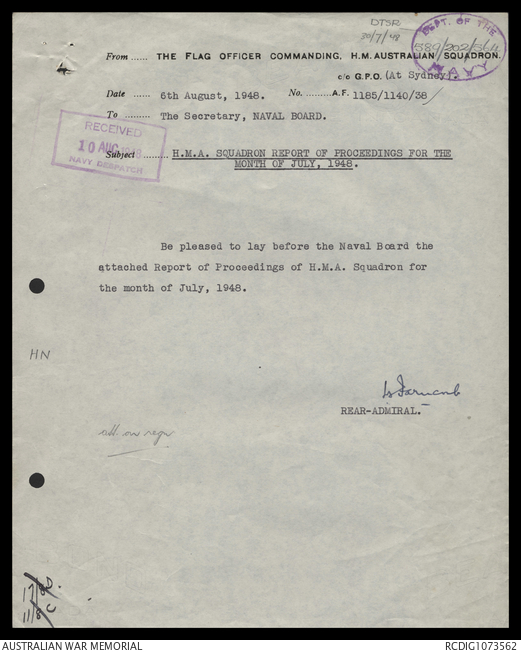 DTSR
30/7/48
DEPT. OF THE
589/202/564
NAVY
From ...... THE FLAG OFFICER COMMANDING, H.M. AUSTRALIAN SQUADRON.
c/o G.P.O. (At Sydney).
Date ...... 6th August, 1948. No. .........A.F. 1185/1140/38
To ......... The Secretary, NAVAL BOARD.
RECEIVED
10 AUG 1948
NAVY DESPATCH
Subject ......... H.M.A. SQUADRON REPORT OF PROCEEDINGS FOR THE
MONTH OF JULY, 1948.
Be pleased to lay before the Naval Board the
attached Report of Proceedings of H.M.A. Squadron for
the month of July, 1948.
HN
REAR-ADMIRAL.
AUSTRALIAN WAR MEMORIAL
RCDIG1073562